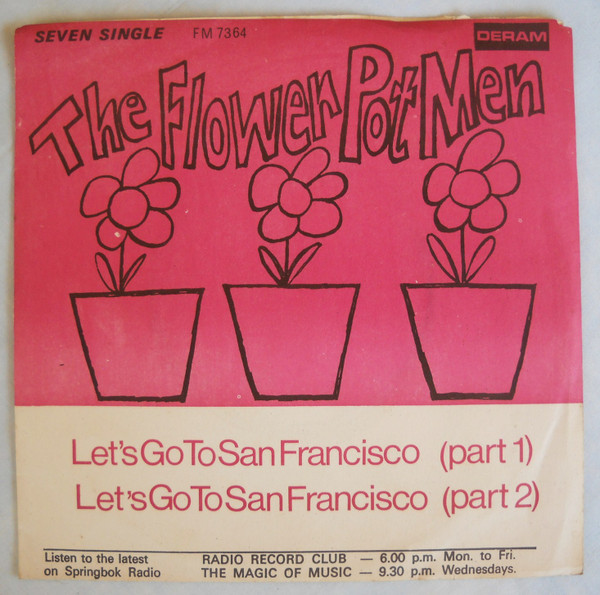 SEVEN SINGLE FM 7364 DERAM
The Flower Pot Men
Let's Go To San Francisco (part 1)
Let's Go To San Francisco (part 2)
Listen to the latest RADIO RECORD CLUB — 6.00 p.m. Mon. to Fri.
on Springbok Radio THE MAGIC OF MUSIC — 9.30 p.m. Wednesdays.